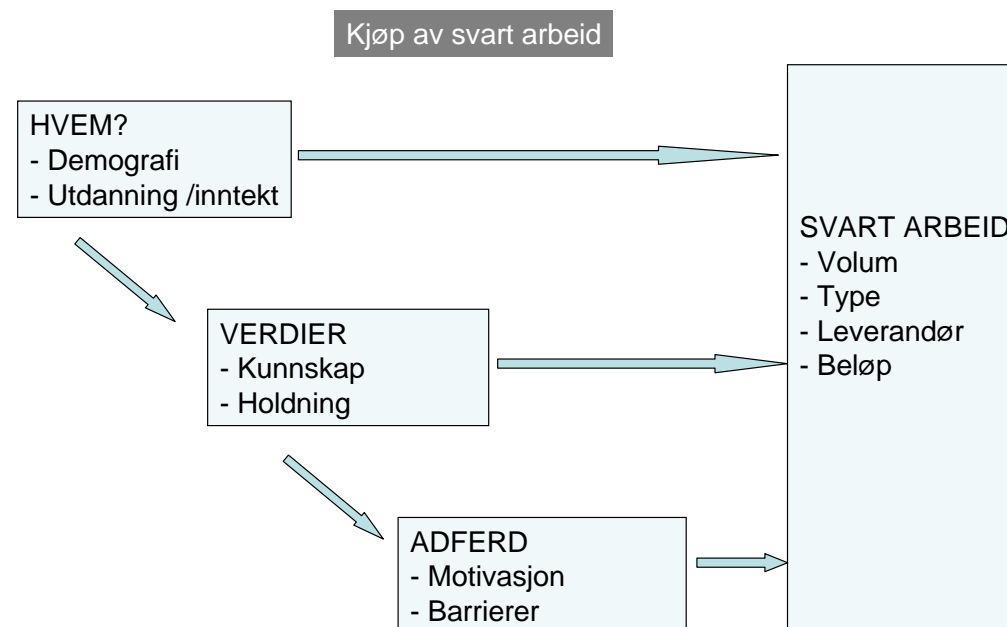 Kjøp av svart arbeid
HVEM?
- Demografi
- Utdanning /inntekt
VERDIER
- Kunnskap
- Holdning
ADFERD
- Motivasjon
- Barrierer
SVART ARBEID
- Volum
- Type
- Leverandør
- Beløp